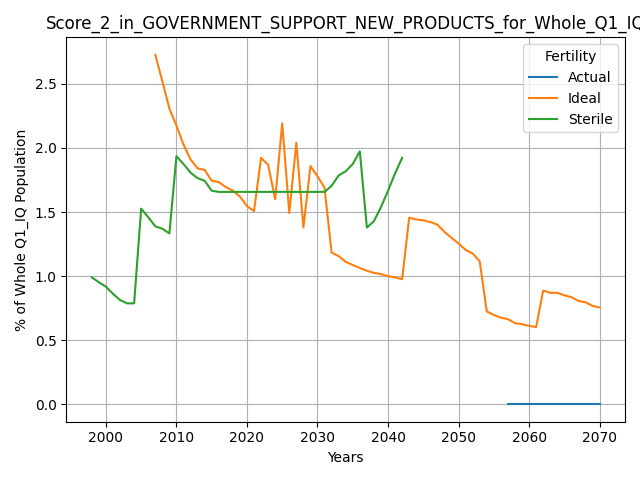 Score_2_in_GOVERNMENT_SUPPORT_NEW_PRODUCTS_for_Whole_Q1_IQ
Fertility
Actual
Ideal
Sterile
% of Whole Q1_IQ Population
2.5
2.0
1.5
1.0
0.5
0.0
2000 2010 2020 2030 2040 2050 2060 2070
Years